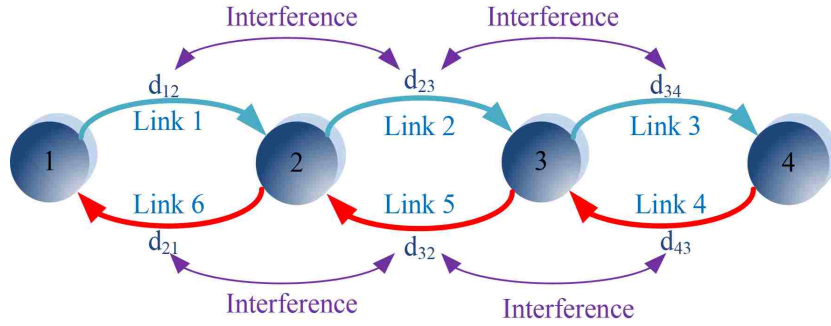 Interference Interference
d12 d23 d34
Link 1 Link 2 Link 3
1 2 3 4
Link 6 Link 5 Link 4
d21 d32 d43
Interference Interference